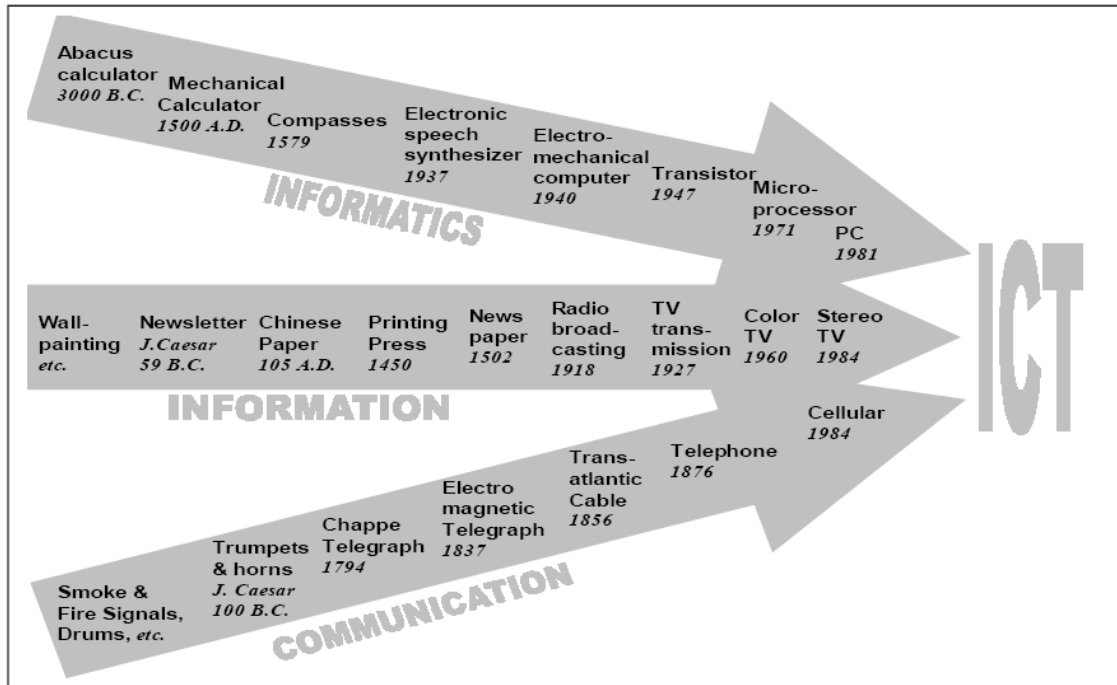 Abacus
calculator
3000 B.C.
Mechanical
Calculator
1500 A.D.
Compasses
1579
Electronic
speech
synthesizer
1937
Electro-
mechanical
computer
1940
Transistor
1947
Micro-
processor
1971
PC
1981
INFORMATICS
Wall-
painting
etc.
Newsletter
J.Caesar
59 B.C.
Chinese
Paper
105 A.D.
Printing
Press
1450
News
paper
1502
Radio
broad-
casting
1918
TV
trans-
mission
1927
Color
TV
1960
Stereo
TV
1984
INFORMATION
Smoke &
Fire Signals,
Drums, etc.
Trumpets
& horns
J. Caesar
100 B.C.
Chappe
Telegraph
1794
Electro
magnetic
Telegraph
1837
Trans-
atlantic
Cable
1856
Telephone
1876
Cellular
1984
COMMUNICATION
ICT